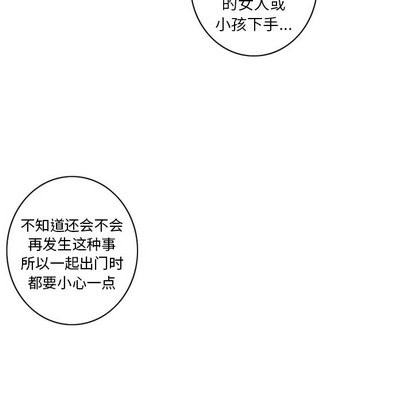 的女人或
小孩下手...
不知道还会不会
再发生这种事
所以一起出门时
都要小心一点